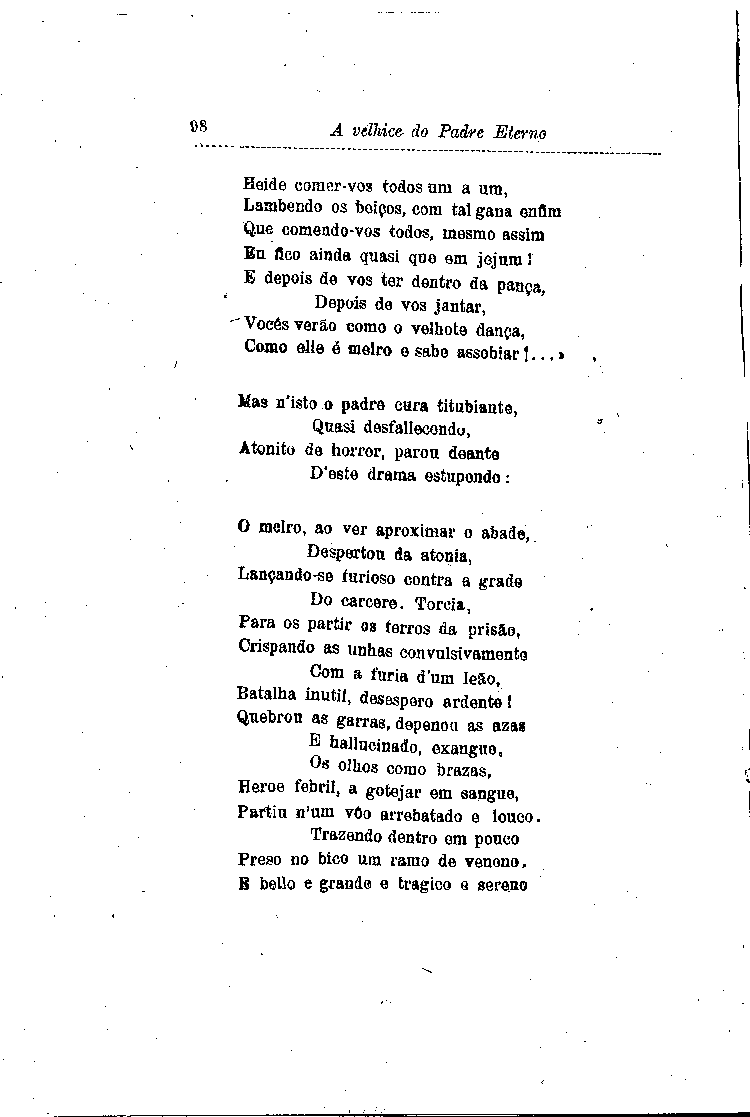 98
A velhice do Padre Eterno
Heide comer-vos todos um a um,
Lambendo os beiços, com tal gana enfim
Que comendo-vos todos, mesmo assim
Eu fico ainda quasi que em jejum!
E depois de vos ter dentro da pança,
Depois de vos jantar,
Vocês verão como o velhote dança,
Como elle é melro e sabe assobiar!...»
Mas n'isto o padre cura titubiante,
Quasi desfallecendo,
Atonito de horror, parou deante
D'este drama estupendo:
O melro, ao ver aproximar o abade,
Despertou da atonia,
Lançando-se furioso contra a grade
Do carcere. Torcia,
Para os partir os ferros da prisão,
Crispando as unhas convulsivamente
Com a furia d'um leão,
Batalha inutil, desespero ardente!
Quebrou as garras, depenou as azas
E hallucinado, exangue,
Os olhos como brazas,
Heroe febril, a gotejar em sangue,
Partiu n'um vôo arrebatado e louco.
Trazendo dentro em pouco
Preso no bico um ramo de veneno.
E bello e grande e tragico e sereno